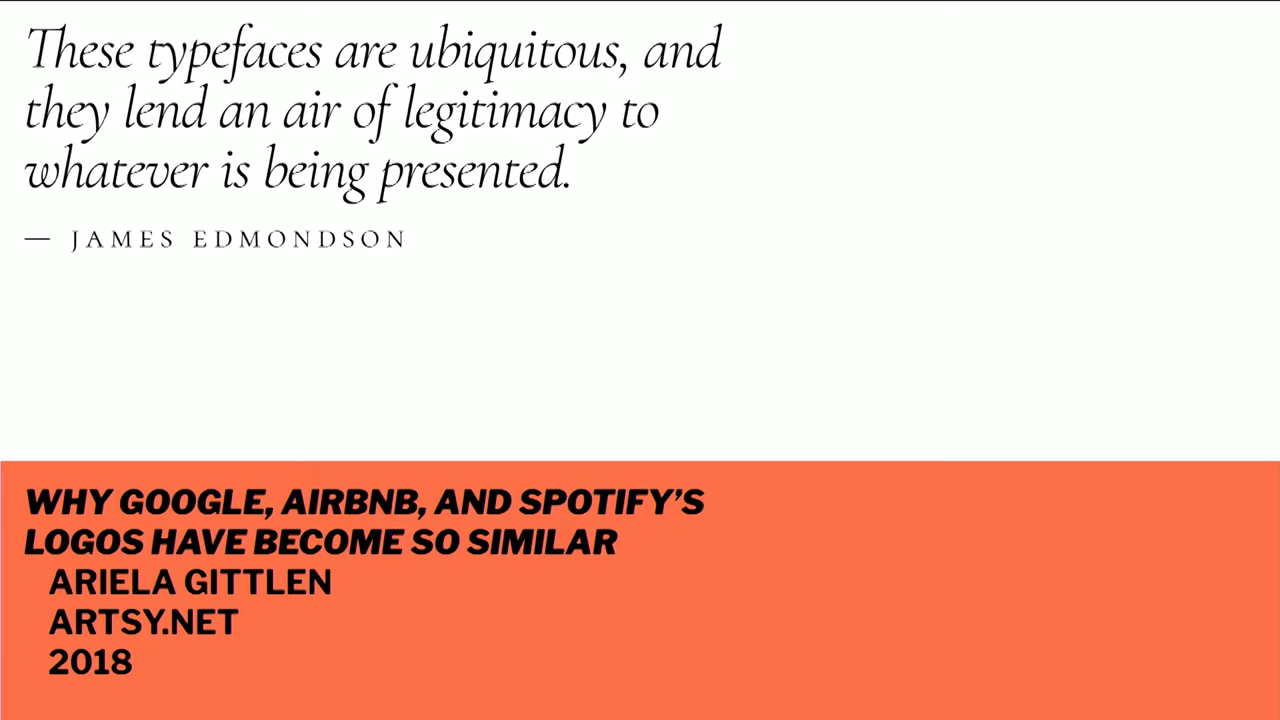 These typefaces are ubiquitous, and
they lend an air of legitimacy to
whatever is being presented.
— JAMES EDMONDSON
WHY GOOGLE, AIRBNB, AND SPOTIFY’S
LOGOS HAVE BECOME SO SIMILAR
ARIELA GITTLEN
ARTSY.NET
2018